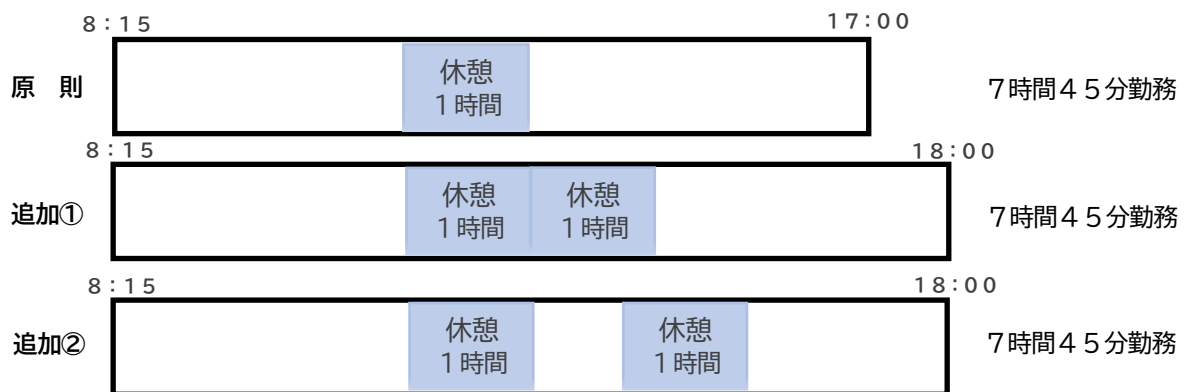 8：15 17：00
原　則
休憩
１時間
７時間４５分勤務
8：15 18：00
追加①
休憩 休憩
１時間 １時間
７時間４５分勤務
8：15 18：00
追加②
休憩 休憩
１時間 １時間
７時間４５分勤務